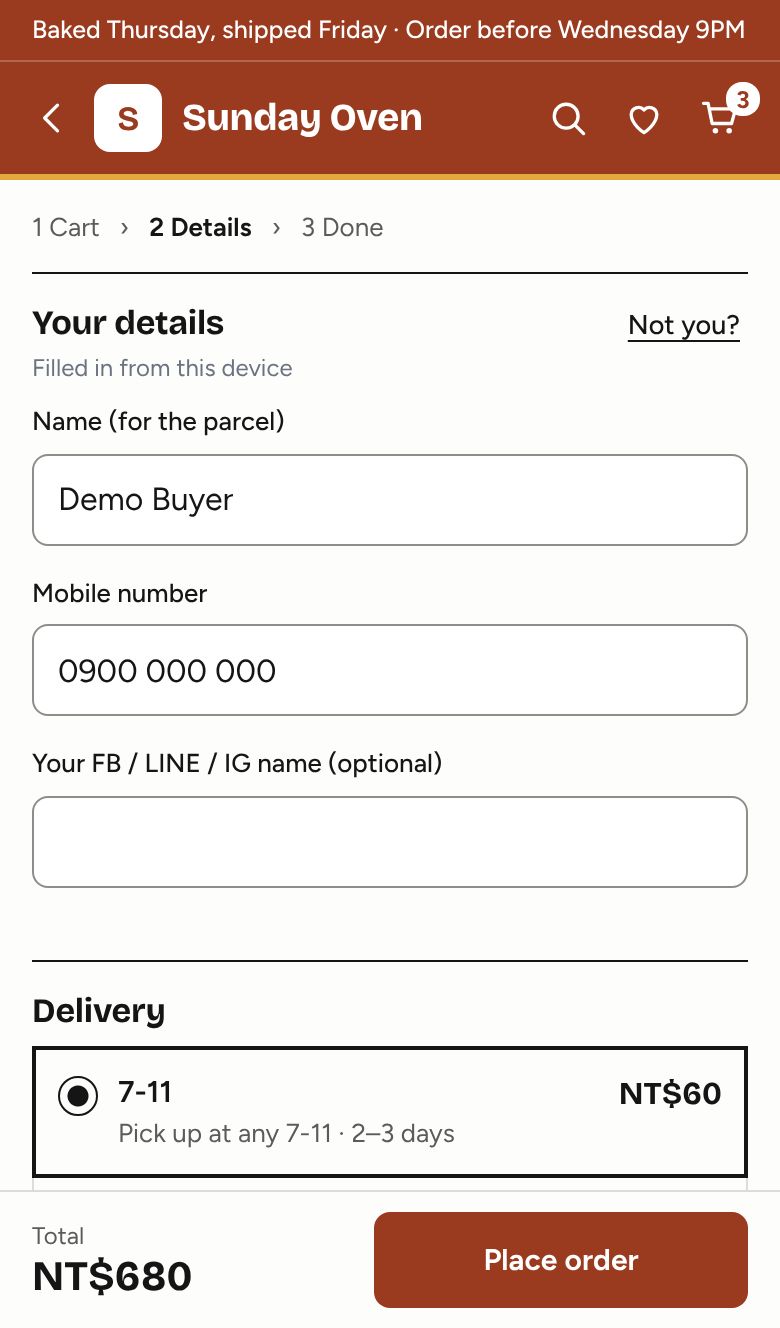 Baked Thursday, shipped Friday · Order before Wednesday 9PM
S Sunday Oven 3
1 Cart › 2 Details › 3 Done
Your details Not you?
Filled in from this device
Name (for the parcel)
Demo Buyer
Mobile number
0900 000 000
Your FB / LINE / IG name (optional)
Delivery
7-11 NT$60
Pick up at any 7-11 · 2–3 days
Total
NT$680
Place order